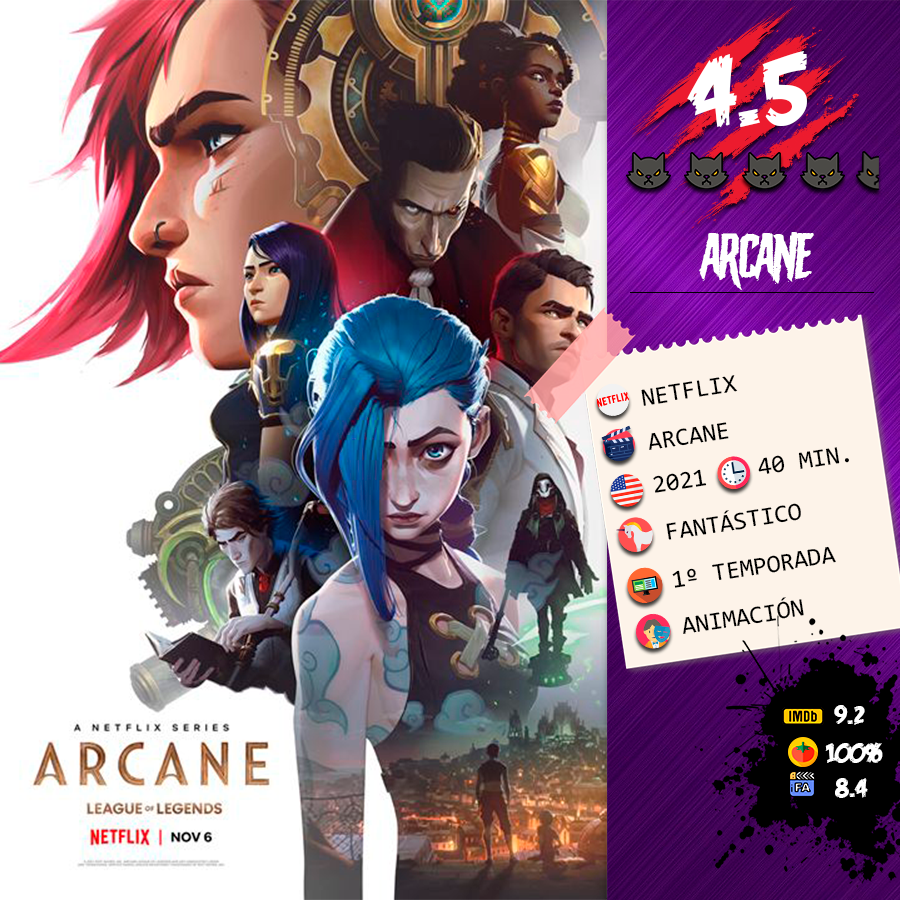 A NETFLIX SERIES
ARCANE
LEAGUE OF LEGENDS
NETFLIX | NOV 6
4.5
ARCANE
NETFLIX NETFLIX
ARCANE
2021 40 MIN.
FANTÁSTICO
1º TEMPORADA
ANIMACIÓN
IMDb 9.2
100%
FA 8.4